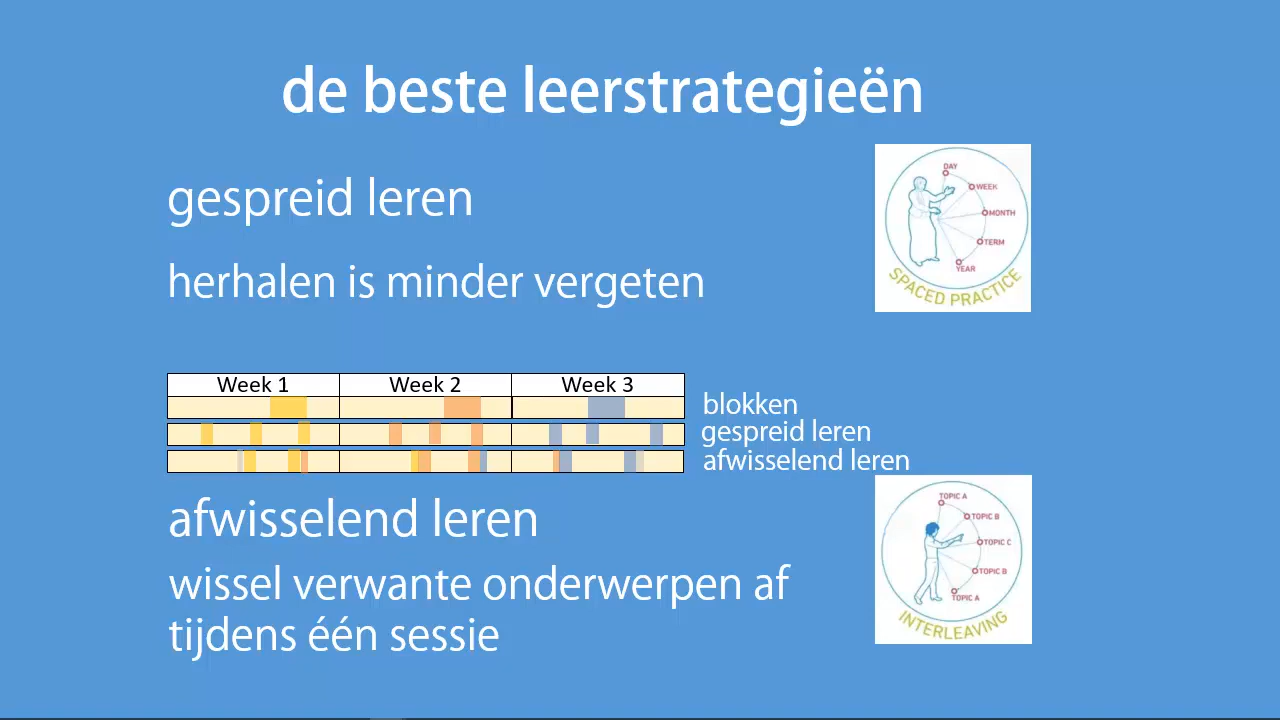 de beste leerstrategieën
gespreid leren
herhalen is minder vergeten
DAY
WEEK
MONTH
TERM
YEAR
SPACED PRACTICE
Week 1 Week 2 Week 3
blokken
gespreid leren
afwisselend leren
afwisselend leren
wissel verwante onderwerpen af
tijdens één sessie
TOPIC A
TOPIC B
TOPIC C
TOPIC B
TOPIC A
INTERLEAVING